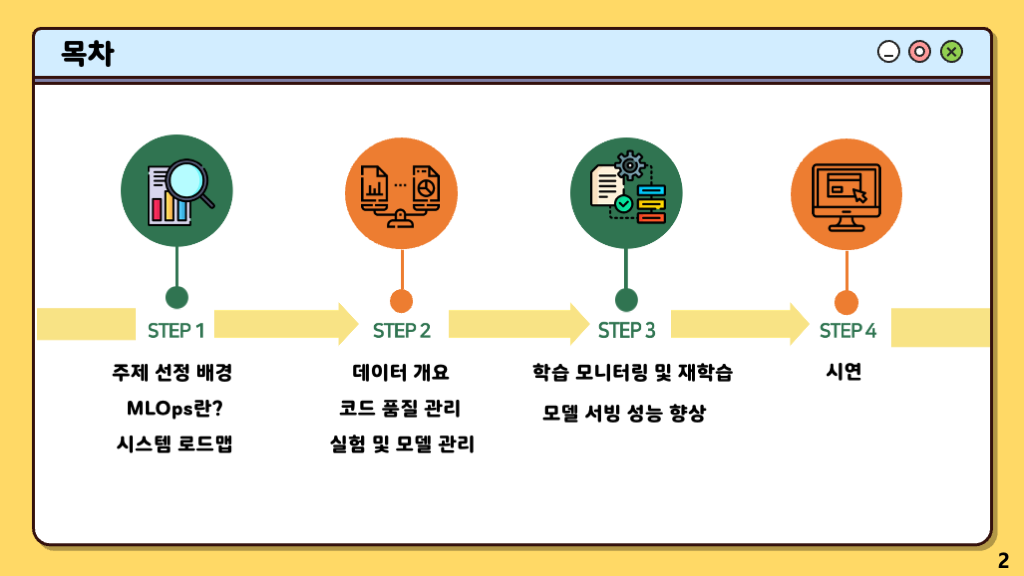 목차
STEP 1
주제 선정 배경
MLOps란?
시스템 로드맵
STEP 2
데이터 개요
코드 품질 관리
실험 및 모델 관리
STEP 3
학습 모니터링 및 재학습
모델 서빙 성능 향상
STEP 4
시연
2